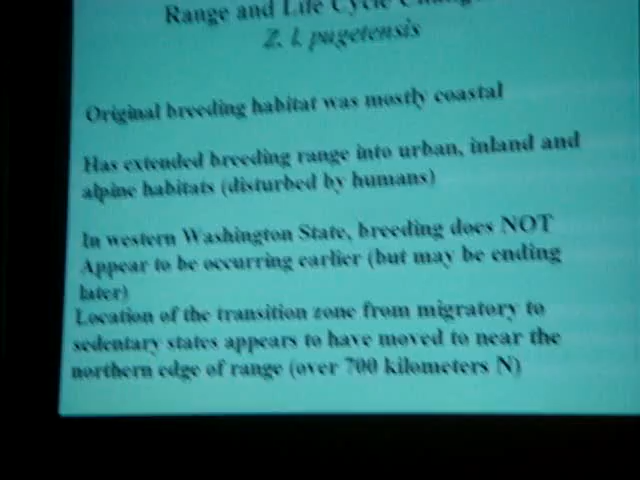 Range and Life Cycle
Z. l. pugetensis
Original breeding habitat was mostly coastal
Has extended breeding range into urban, inland and
alpine habitats (disturbed by humans)
In western Washington State, breeding does NOT
Appear to be occurring earlier (but may be ending
later)
Location of the transition zone from migratory to
sedentary states appears to have moved to near the
northern edge of range (over 700 kilometers N)